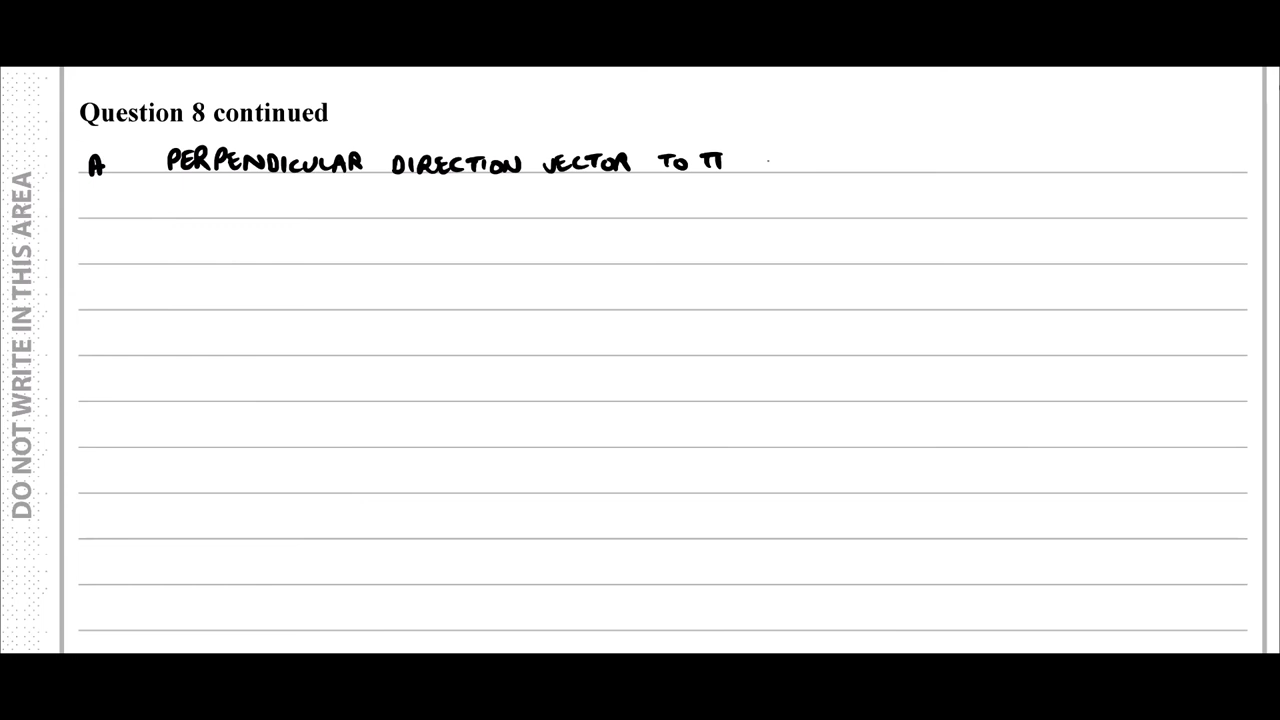 Question 8 continued
A PERPENDICULAR DIRECTION VECTOR TO Π
DO NOT WRITE IN THIS AREA